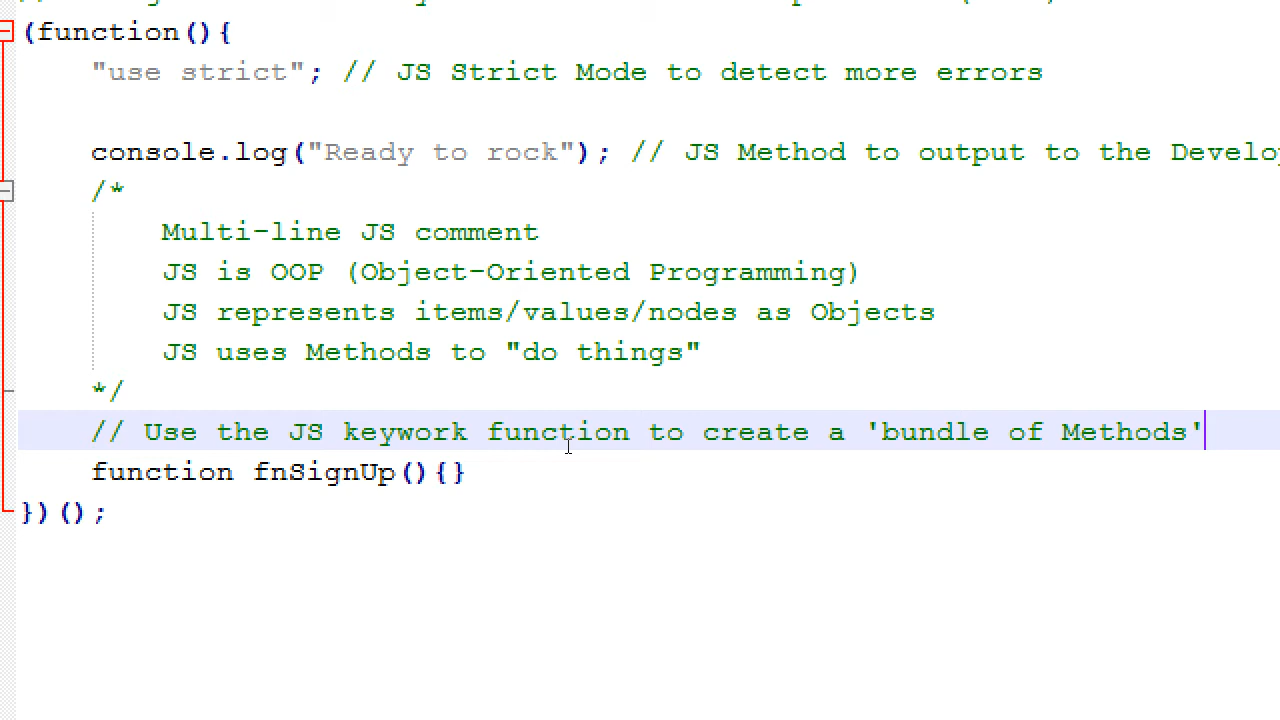 (function(){
"use strict"; // JS Strict Mode to detect more errors
console.log("Ready to rock"); // JS Method to output to the
/*
Multi-line JS comment
JS is OOP (Object-Oriented Programming)
JS represents items/values/nodes as Objects
JS uses Methods to "do things"
*/
// Use the JS keywork function to create a 'bundle of Methods'
function fnSignUp(){}
})();